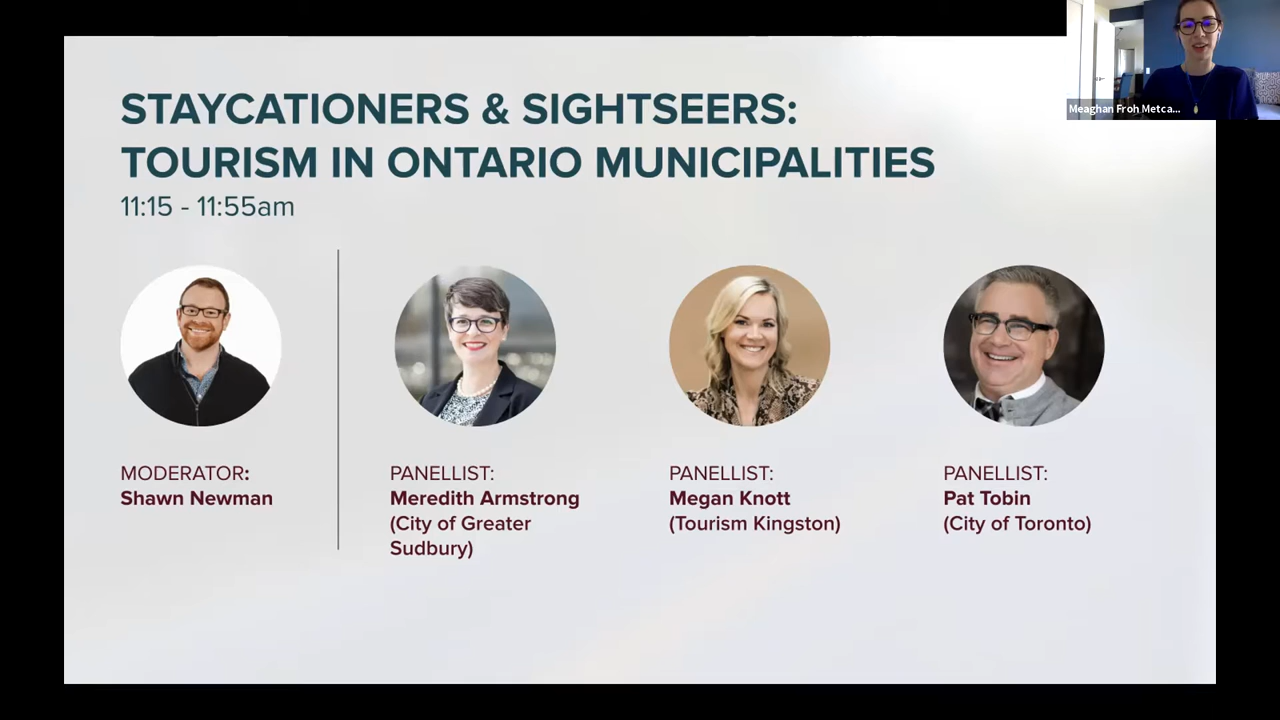 Meaghan Froh Metca...
STAYCATIONERS & SIGHTSEERS:
TOURISM IN ONTARIO MUNICIPALITIES
11:15 - 11:55am
MODERATOR:
Shawn Newman
PANELLIST:
Meredith Armstrong
(City of Greater
Sudbury)
PANELLIST:
Megan Knott
(Tourism Kingston)
PANELLIST:
Pat Tobin
(City of Toronto)